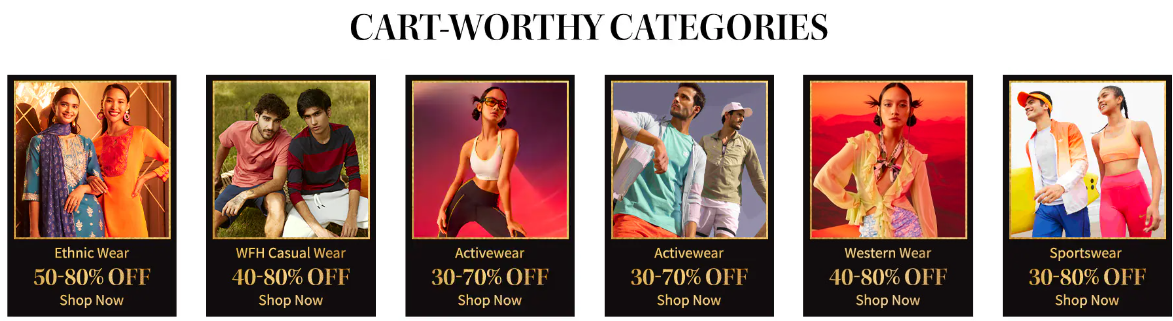 CART-WORTHY CATEGORIES
Ethnic Wear
50-80% OFF
Shop Now
WFH Casual Wear
40-80% OFF
Shop Now
Activewear
30-70% OFF
Shop Now
Activewear
30-70% OFF
Shop Now
Western Wear
40-80% OFF
Shop Now
Sportswear
30-80% OFF
Shop Now